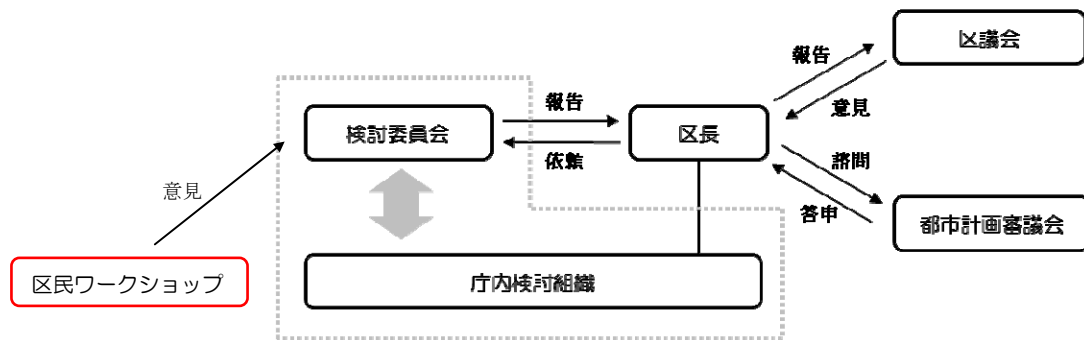 区議会
報告
意見
報告
検討委員会
区長
依頼
諮問
答申
意見
都市計画審議会
区民ワークショップ
庁内検討組織